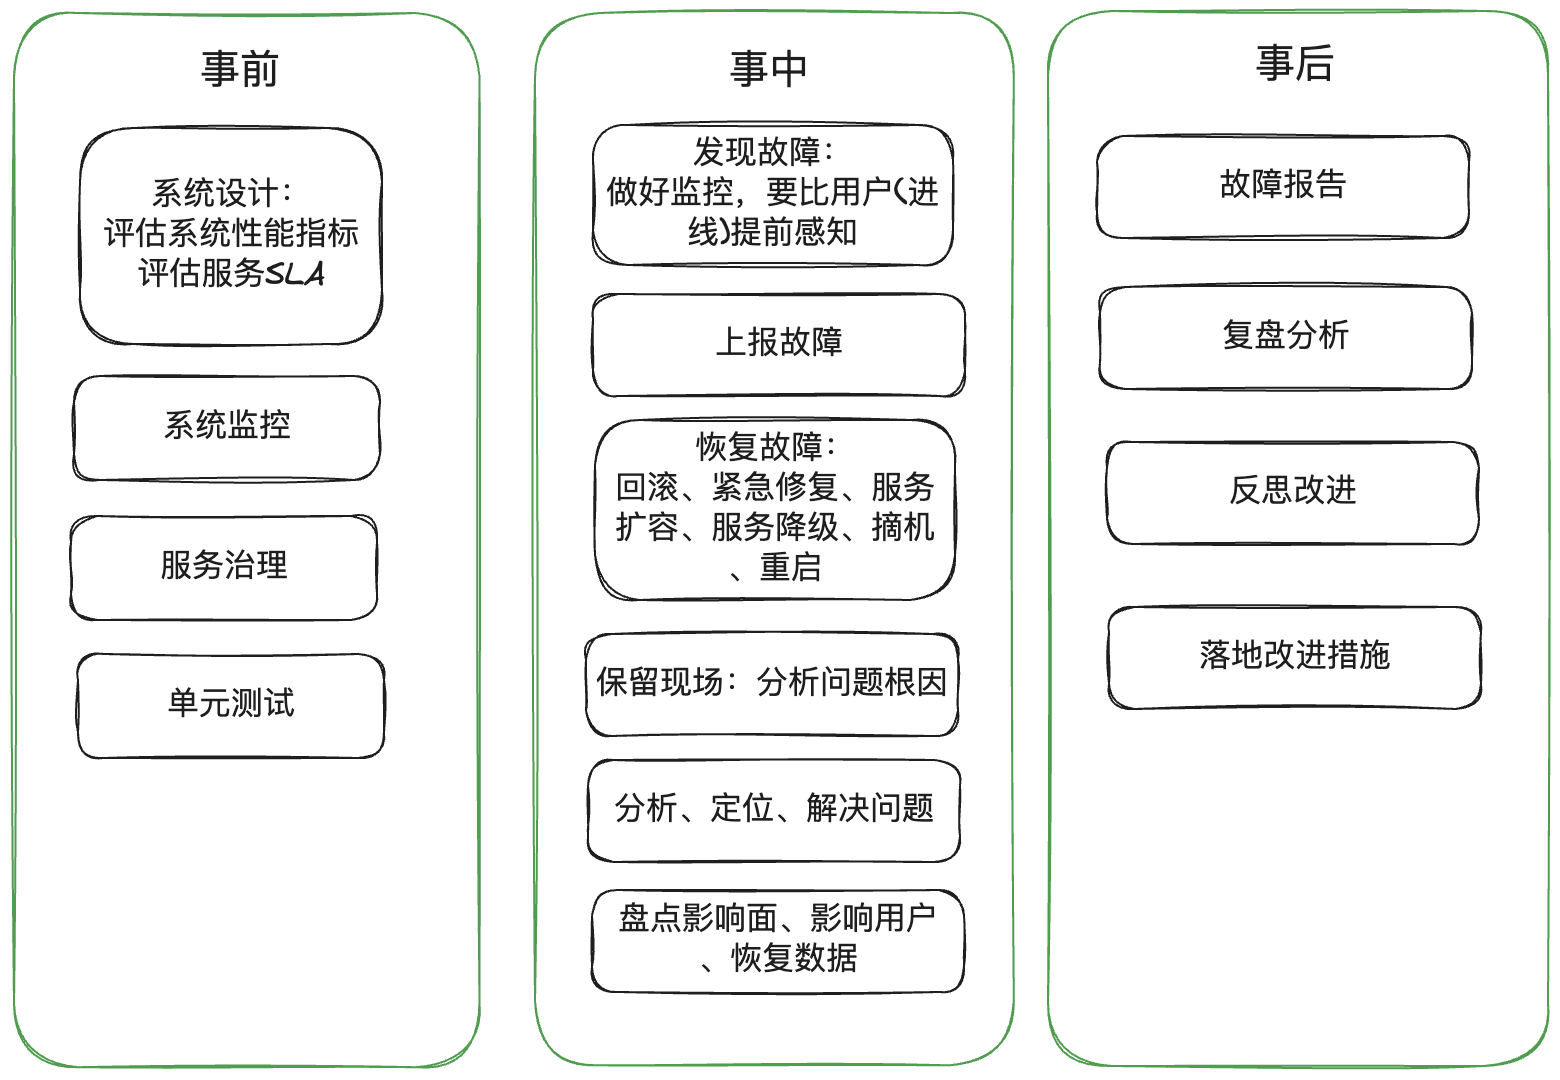 事前
系统设计：
评估系统性能指标
评估服务SLA
系统监控
服务治理
单元测试
事中
发现故障：
做好监控，要比用户(进
线)提前感知
上报故障
恢复故障：
回滚、紧急修复、服务
扩容、服务降级、摘机
、重启
保留现场：分析问题根因
分析、定位、解决问题
盘点影响面、影响用户
、恢复数据
事后
故障报告
复盘分析
反思改进
落地改进措施